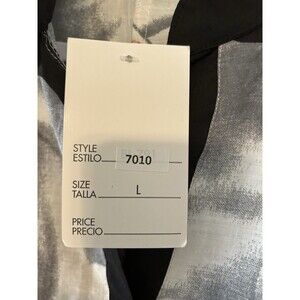 STYLE
ESTILO 7010
SIZE
TALLA L
PRICE
PRECIO